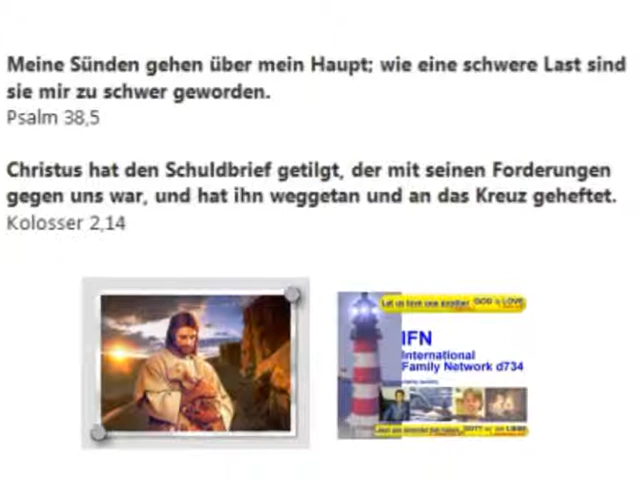 Meine Sünden gehen über mein Haupt; wie eine schwere Last sind
sie mir zu schwer geworden.
Psalm 38,5
Christus hat den Schuldbrief getilgt, der mit seinen Forderungen
gegen uns war, und hat ihn weggetan und an das Kreuz geheftet.
Kolosser 2,14
Let us love one another GOD is LOVE
IFN
International
Family Network d734